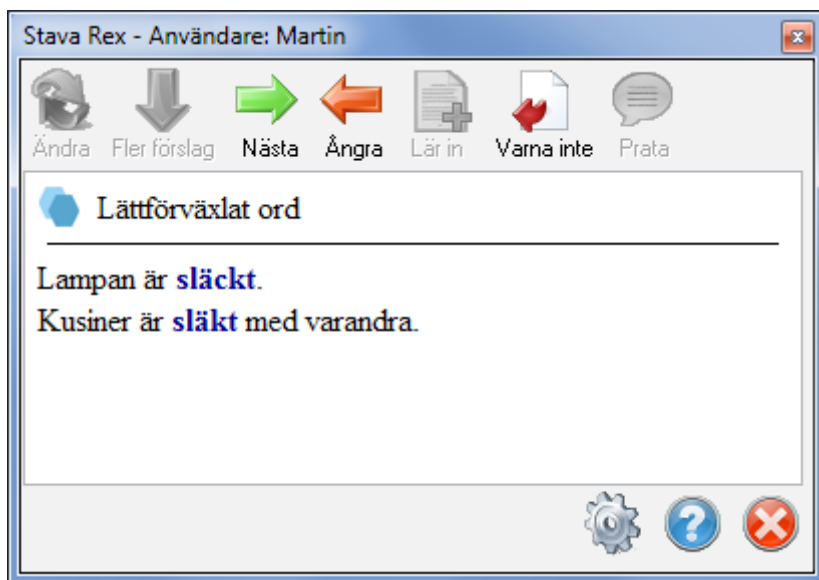 Stava Rex - Användare: Martin
Ändra Fler förslag Nästa Ångra Lär in Varna inte Prata
Lättförväxlat ord
Lampan är släckt.
Kusiner är släkt med varandra.